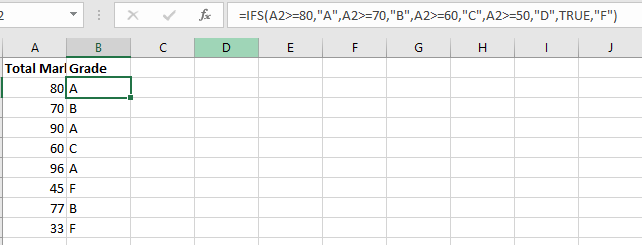 2 fx =IFS(A2>=80,"A",A2>=70,"B",A2>=60,"C",A2>=50,"D",TRUE,"F")
A B C D E F G H I J
Total Mar Grade
80 A
70 B
90 A
60 C
96 A
45 F
77 B
33 F